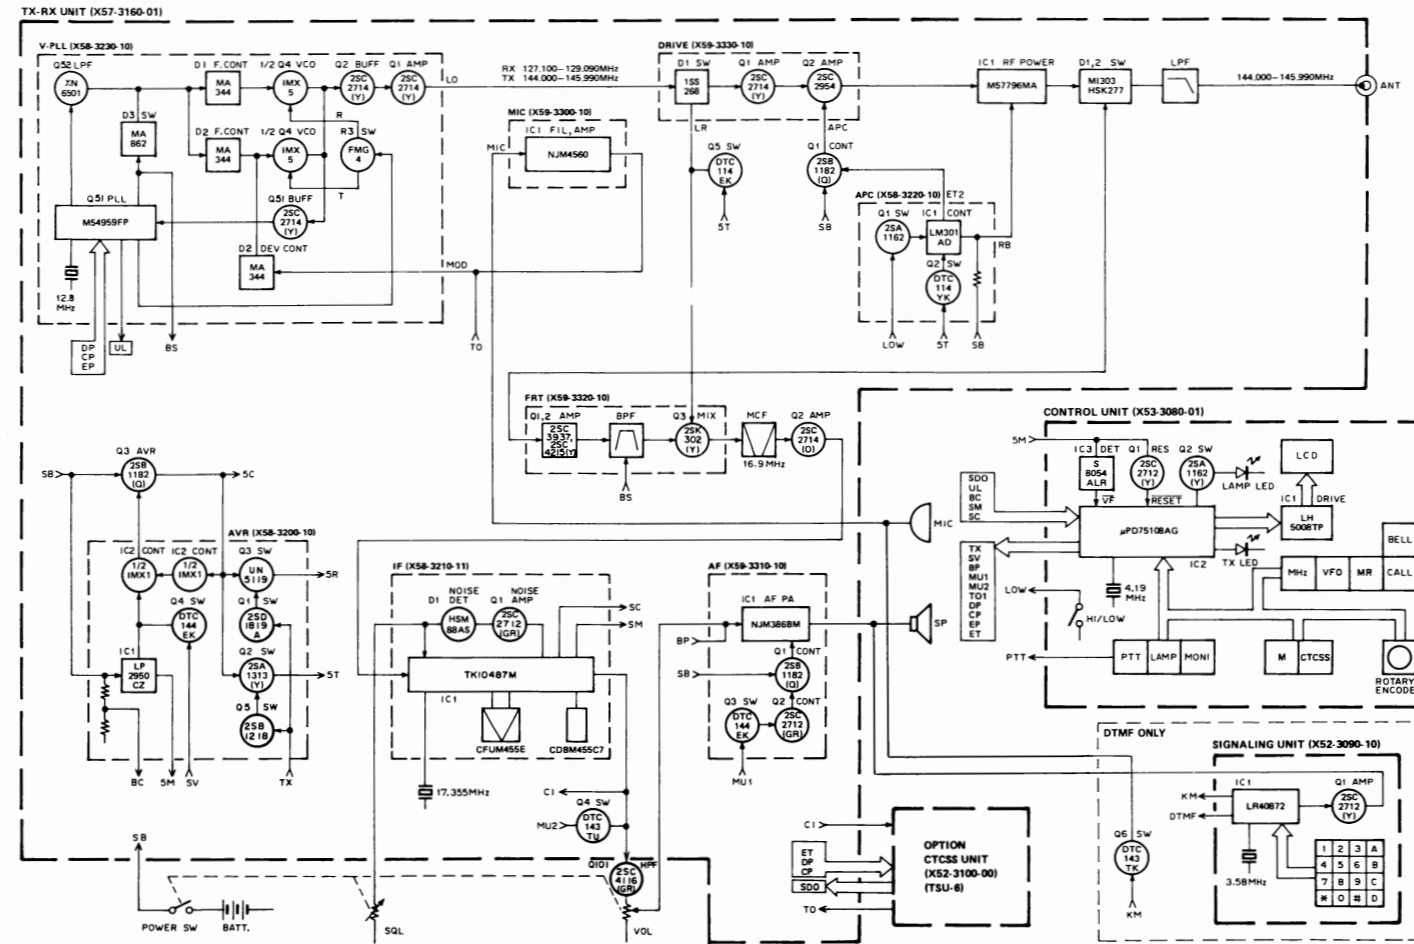 TX-RX UNIT (X57-3160-01)
V-PLL (X58-3230-10)
Q52 LPF
XN
6501
D1 F.CONT
MA
344
1/2 Q4 VCO
IMX
5
Q2 BUFF
2SC
2714
(Y)
Q1 AMP
2SC
2714
(Y)
LO
RX 127.100-129.090MHz
TX 144.000-145.990MHz
D3 SW
MA
862
D2 F.CONT
MA
344
1/2 Q4 VCO
IMX
5
R
R3 SW
FMG
4
T
Q51 PLL
M54959FP
Q51 BUFF
2SC
2714
(Y)
D2 DEV CONT
MA
344
MOD
12.8
MHz
DP
CP
EP
UL
BS
TO
MIC (X59-3300-10)
IC1 FIL, AMP
MIC
NJM4560
DRIVE (X59-3330-10)
D1 SW
1SS
268
Q1 AMP
2SC
2714
(Y)
Q2 AMP
2SC
2954
LR
APC
Q5 SW
DTC
114
EK
5T
Q1 CONT
2SB
1182
(Q)
SB
IC1 RF POWER
M57796MA
D1,2 SW
MI303
HSK277
LPF
144.000-145.990MHz
ANT
APC (X58-3220-10) ET2
Q1 SW
2SA
1162
IC1 CONT
LM301
AD
RB
Q2 SW
DTC
114
YK
LOW
5T
SB
FRT (X59-3320-10)
Q1,2 AMP
2SC
3937,
2SC
4215(Y)
BPF
BS
Q3 MIX
2SK
302
(Y)
MCF
16.9MHz
Q2 AMP
2SC
2714
(O)
SB
Q3 AVR
2SB
1182
(Q)
5C
AVR (X58-3200-10)
IC2 CONT
1/2
IMX1
IC2 CONT
1/2
IMX1
Q3 SW
UN
5119
5R
Q4 SW
DTC
144
EK
Q1 SW
2SD
1819
A
IC1
LP
2950
CZ
Q2 SW
2SA
1313
(Y)
5T
Q5 SW
2SB
1218
BC
5M
SV
TX
IF (X58-3210-11)
NOISE
D1 DET
HSM
88AS
NOISE
Q1 AMP
2SC
2712
(GR)
SC
SM
TK10487M
IC1
CFUM455E
CDBM455C7
17.355MHz
CI
MU2
Q4 SW
DTC
143
TU
Q101
HPF
2SC
4116
(GR)
AF (X59-3310-10)
IC1 AF PA
NJM386BM
BP
SB
Q1 CONT
2SB
1182
(Q)
Q3 SW
DTC
144
EK
Q2 CONT
2SC
2712
(GR)
MU1
MIC
SP
SB
POWER SW
BATT.
SQL
VOL
CI
ET
DP
CP
SDO
TO
OPTION
CTCSS UNIT
(X52-3100-00)
(TSU-6)
CONTROL UNIT (X53-3080-01)
5M
IC3 DET
S
8054
ALR
VF
Q1 RES
2SC
2712
(Y)
RESET
Q2 SW
2SA
1162
(Y)
LAMP LED
LCD
IC1 DRIVE
LH
5008TP
SDO
UL
BC
SM
SC
μPD75108AG
IC2
TX LED
TX
SV
BP
MU1
MU2
TO1
DP
CP
EP
ET
LOW
HI/LOW
4.19
MHz
BELL
MHz VFO MR CALL
PTT
PTT LAMP MONI
M CTCSS
ROTARY
ENCODE
DTMF ONLY
SIGNALING UNIT (X52-3090-10)
IC1
LR40872
KM
DTMF
Q1 AMP
2SC
2712
(Y)
3.58MHz
Q6 SW
DTC
143
TK
KM
1 2 3 A
4 5 6 B
7 8 9 C
* 0 # D